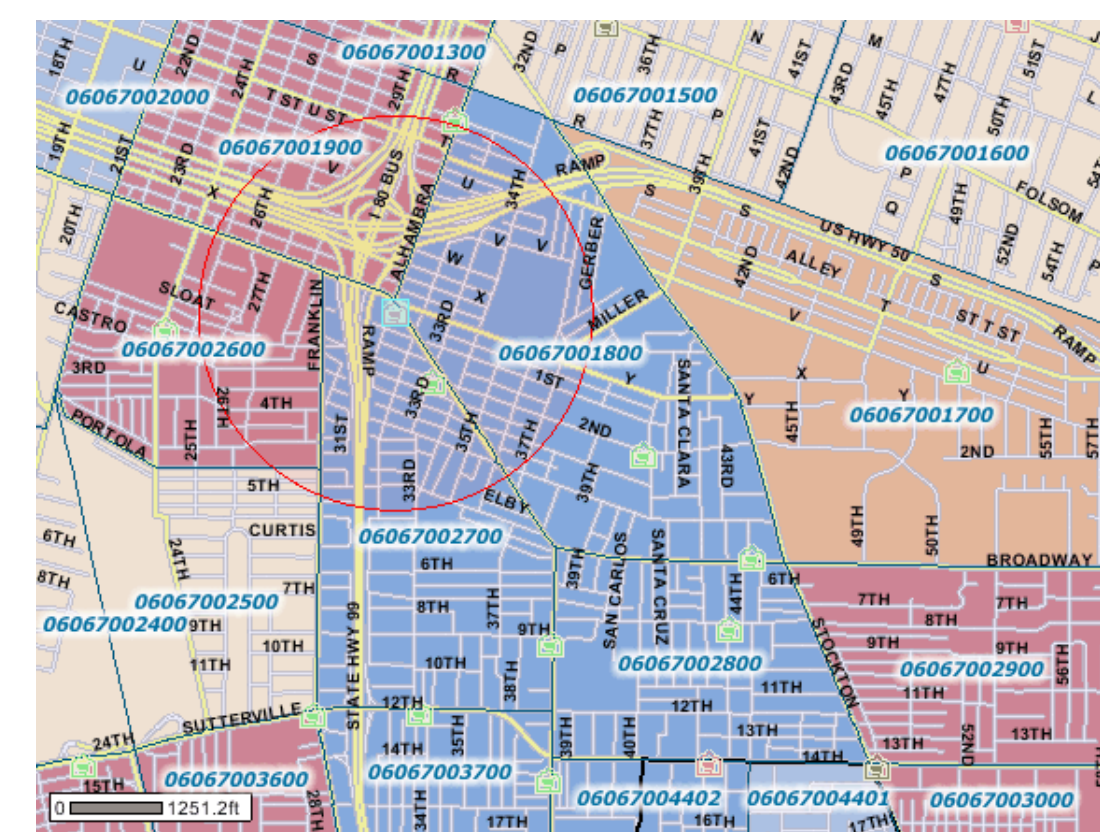 32ND
P
36TH
N
41ST
M
43RD
45TH
47TH
51ST
J
L
18TH
U
22ND
24TH
S
06067001300
R
29TH
06067002000
T ST U ST
06067001500
R
37TH
P
41ST
42ND
50TH
19TH
21ST
23RD
06067001900
V
T
06067001600
54TH
X
26TH
I 80 BUS
ALHAMBRA
U
34TH
RAMP
39TH
S
P
Q
49TH
FOLSOM
20TH
W
V
V
GERBER
S
US HWY 50
S
52ND
54TH
P
SLOAT
27TH
X
42ND
ALLEY
CASTRO
FRANKLIN
RAMP
33RD
MILLER
V
T
ST T ST
RAMP
06067002600
06067001800
U
3RD
26TH
4TH
33RD
1ST
Y
SANTA CLARA
X
Y
Y
06067001700
PORTOLA
25TH
31ST
35TH
37TH
2ND
45TH
2ND
55TH
57TH
5TH
33RD
ELBY
39TH
43RD
49TH
50TH
6TH
24TH
CURTIS
06067002700
BROADWAY
8TH
7TH
6TH
39TH
SAN CARLOS
SANTA CRUZ
44TH
6TH
06067002500
8TH
37TH
7TH
7TH
06067002400
9TH
9TH
STOCKTON
8TH
10TH
9TH
9TH
11TH
STATE HWY 99
10TH
38TH
06067002800
06067002900
56TH
11TH
11TH
SUTTERVILLE
12TH
12TH
24TH
14TH
35TH
39TH
40TH
13TH
14TH
13TH
52ND
13TH
15TH
06067003600
28TH
06067003700
06067004402
06067004401
06067003000
0
1251.2ft
34TH
17TH
16TH
17TH